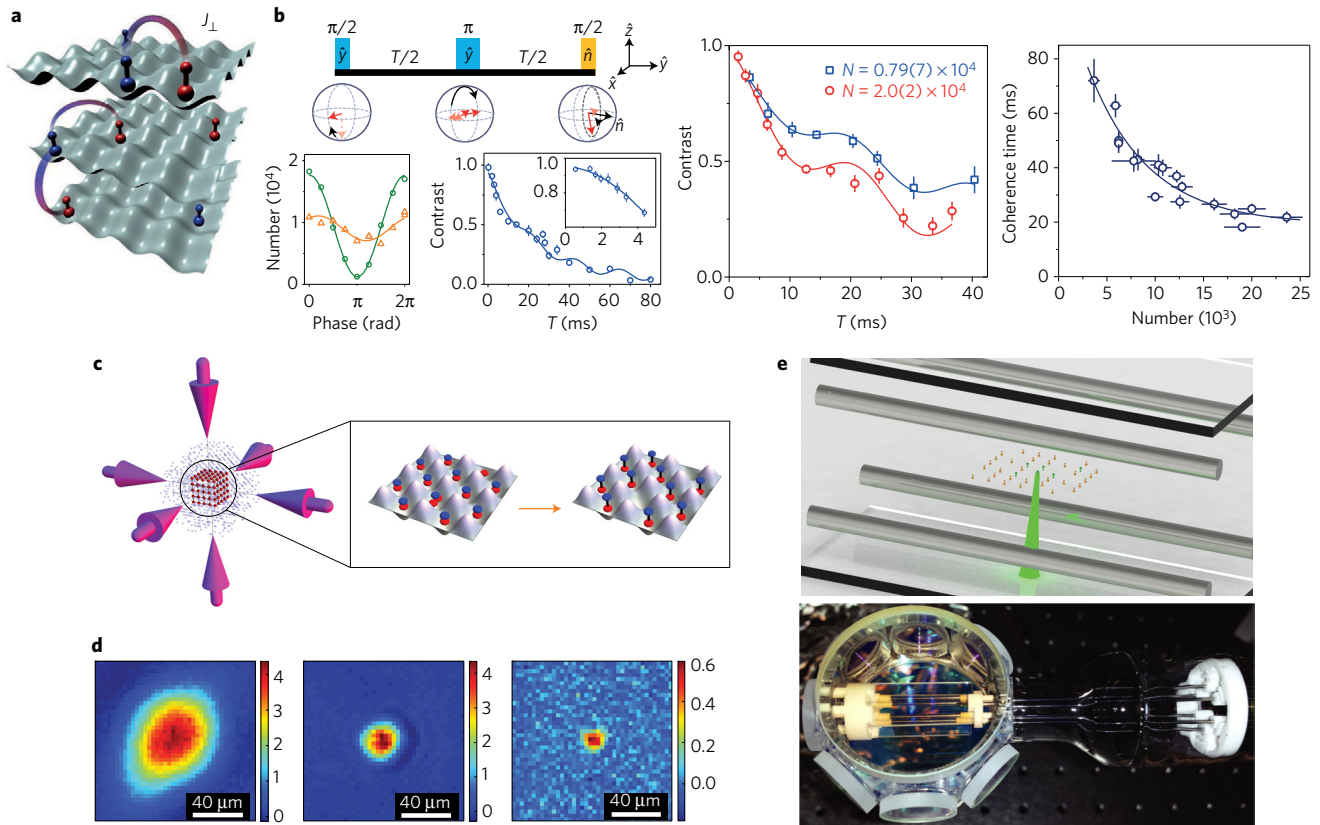 a
J⊥
b
π/2 π π/2
ŷ T/2 ŷ T/2 n̂
ẑ
ŷ
x̂
n̂
Number (10⁴)
2
1
0
0 π 2π
Phase (rad)
Contrast
1.0
0.5
0.0
0 20 40 60 80
T (ms)
1.0
0.8
0 2 4
Contrast
1.0
0.5
0.0
0 10 20 30 40
T (ms)
N = 0.79(7) × 10⁴
N = 2.0(2) × 10⁴
Coherence time (ms)
80
60
40
20
0
0 5 10 15 20 25
Number (10³)
c
d
40 μm
4
3
2
1
0
40 μm
4
3
2
1
0
40 μm
0.6
0.4
0.2
0.0
e